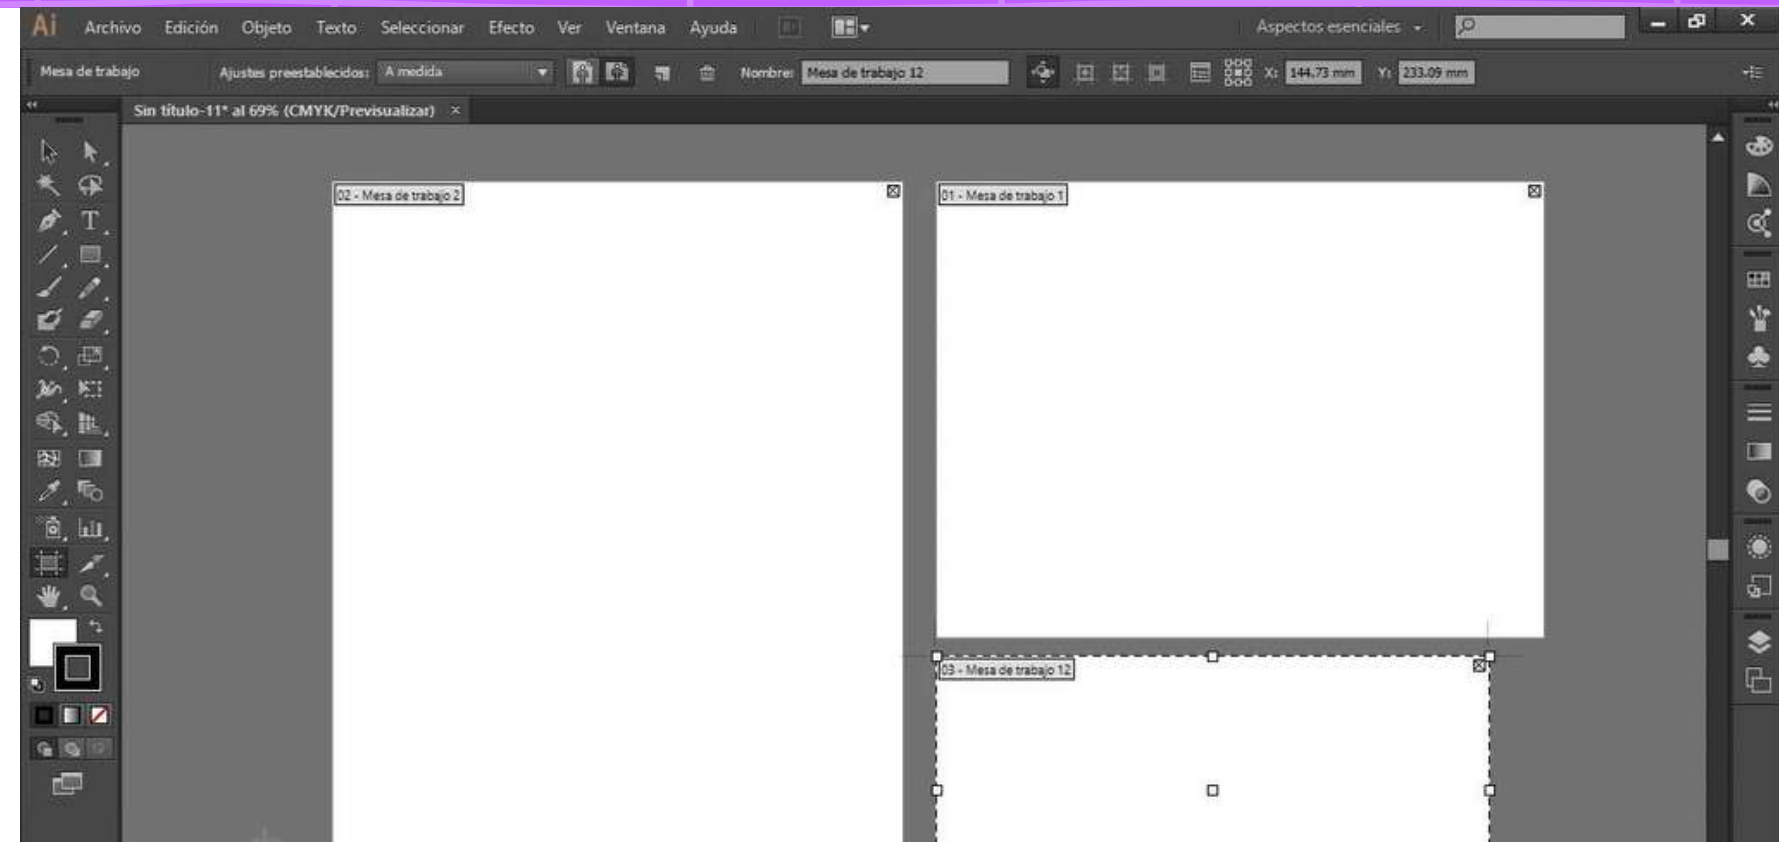 Ai Archivo Edición Objeto Texto Seleccionar Efecto Ver Ventana Ayuda Br Aspectos esenciales
Mesa de trabajo Ajustes preestablecidos: A medida Nombre: Mesa de trabajo 12 X: 144.73 mm Y: 233.09 mm
Sin título-11* al 69% (CMYK/Previsualizar) ×
02 - Mesa de trabajo 2
01 - Mesa de trabajo 1
03 - Mesa de trabajo 12